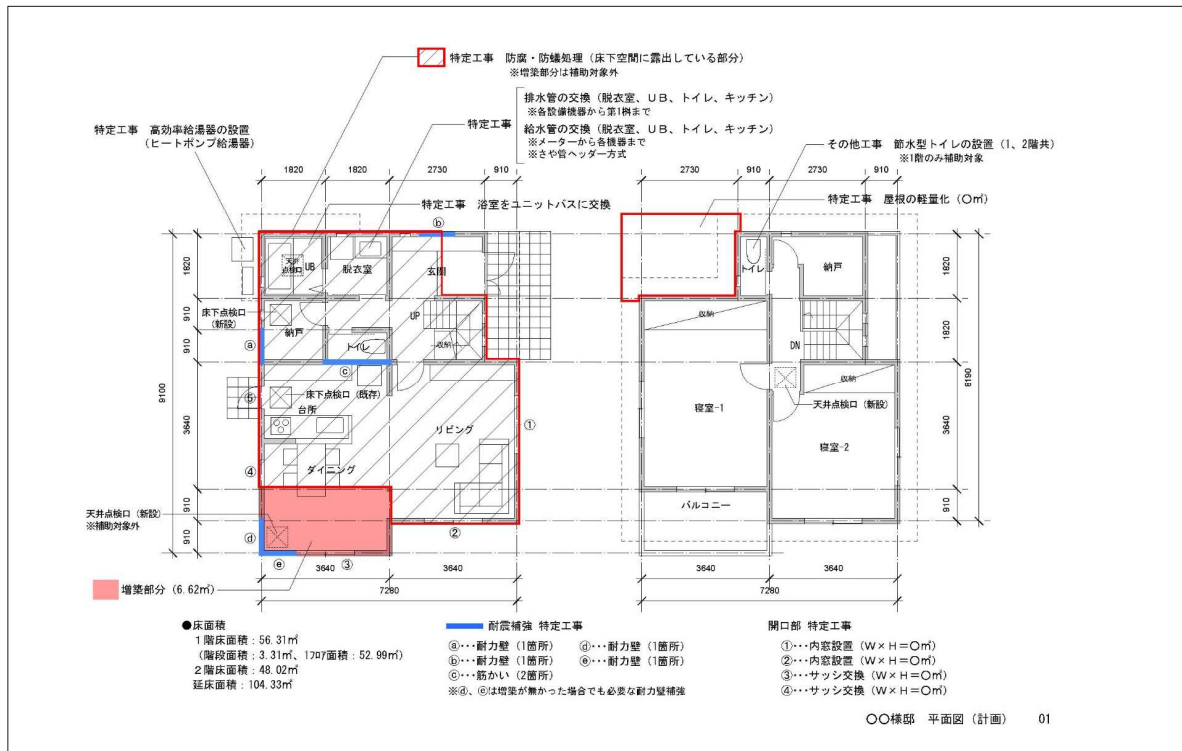 特定工事 防腐・防蟻処理（床下空間に露出している部分）
※増築部分は補助対象外
排水管の交換（脱衣室、ＵＢ、トイレ、キッチン）
※各設備機器から第1桝まで
特定工事
給水管の交換（脱衣室、ＵＢ、トイレ、キッチン）
※メーターから各機器まで
※さや管ヘッダー方式
特定工事 高効率給湯器の設置
（ヒートポンプ給湯器）
その他工事 節水型トイレの設置（1、2階共）
※1階のみ補助対象
1820 1820 2730 910
2730 910 2730 910
特定工事 浴室をユニットバスに交換
特定工事 屋根の軽量化（〇㎡）
ⓑ
天井
点検口
UB
脱衣室
玄関
トイレ
納戸
1820
1820
床下点検口
（新設）
910
納戸
UP
収納
収納
1820
ⓐ
910
トイレ
収納
DN
ⓒ
収納
9100
8190
⑤
床下点検口（既存）
台所
天井点検口（新設）
3640
リビング
①
寝室-1
寝室-2
3640
④
ダイニング
910
バルコニー
910
天井点検口（新設）
※補助対象外
②
910
ⓓ
910
ⓔ
3640
③
3640
3640
3640
7280
7280
増築部分（6.62㎡）
●床面積
１階床面積：56.31㎡
（階段面積：3.31㎡、1フロア面積：52.99㎡）
２階床面積：48.02㎡
延床面積：104.33㎡
耐震補強 特定工事
ⓐ・・・耐力壁（1箇所） ⓓ・・・耐力壁（1箇所）
ⓑ・・・耐力壁（1箇所） ⓔ・・・耐力壁（1箇所）
ⓒ・・・筋かい（2箇所）
※ⓓ、ⓔは増築が無かった場合でも必要な耐力壁補強
開口部 特定工事
①・・・内窓設置（Ｗ×Ｈ＝〇㎡）
②・・・内窓設置（Ｗ×Ｈ＝〇㎡）
③・・・サッシ交換（Ｗ×Ｈ＝〇㎡）
④・・・サッシ交換（Ｗ×Ｈ＝〇㎡）
〇〇様邸 平面図（計画） 01